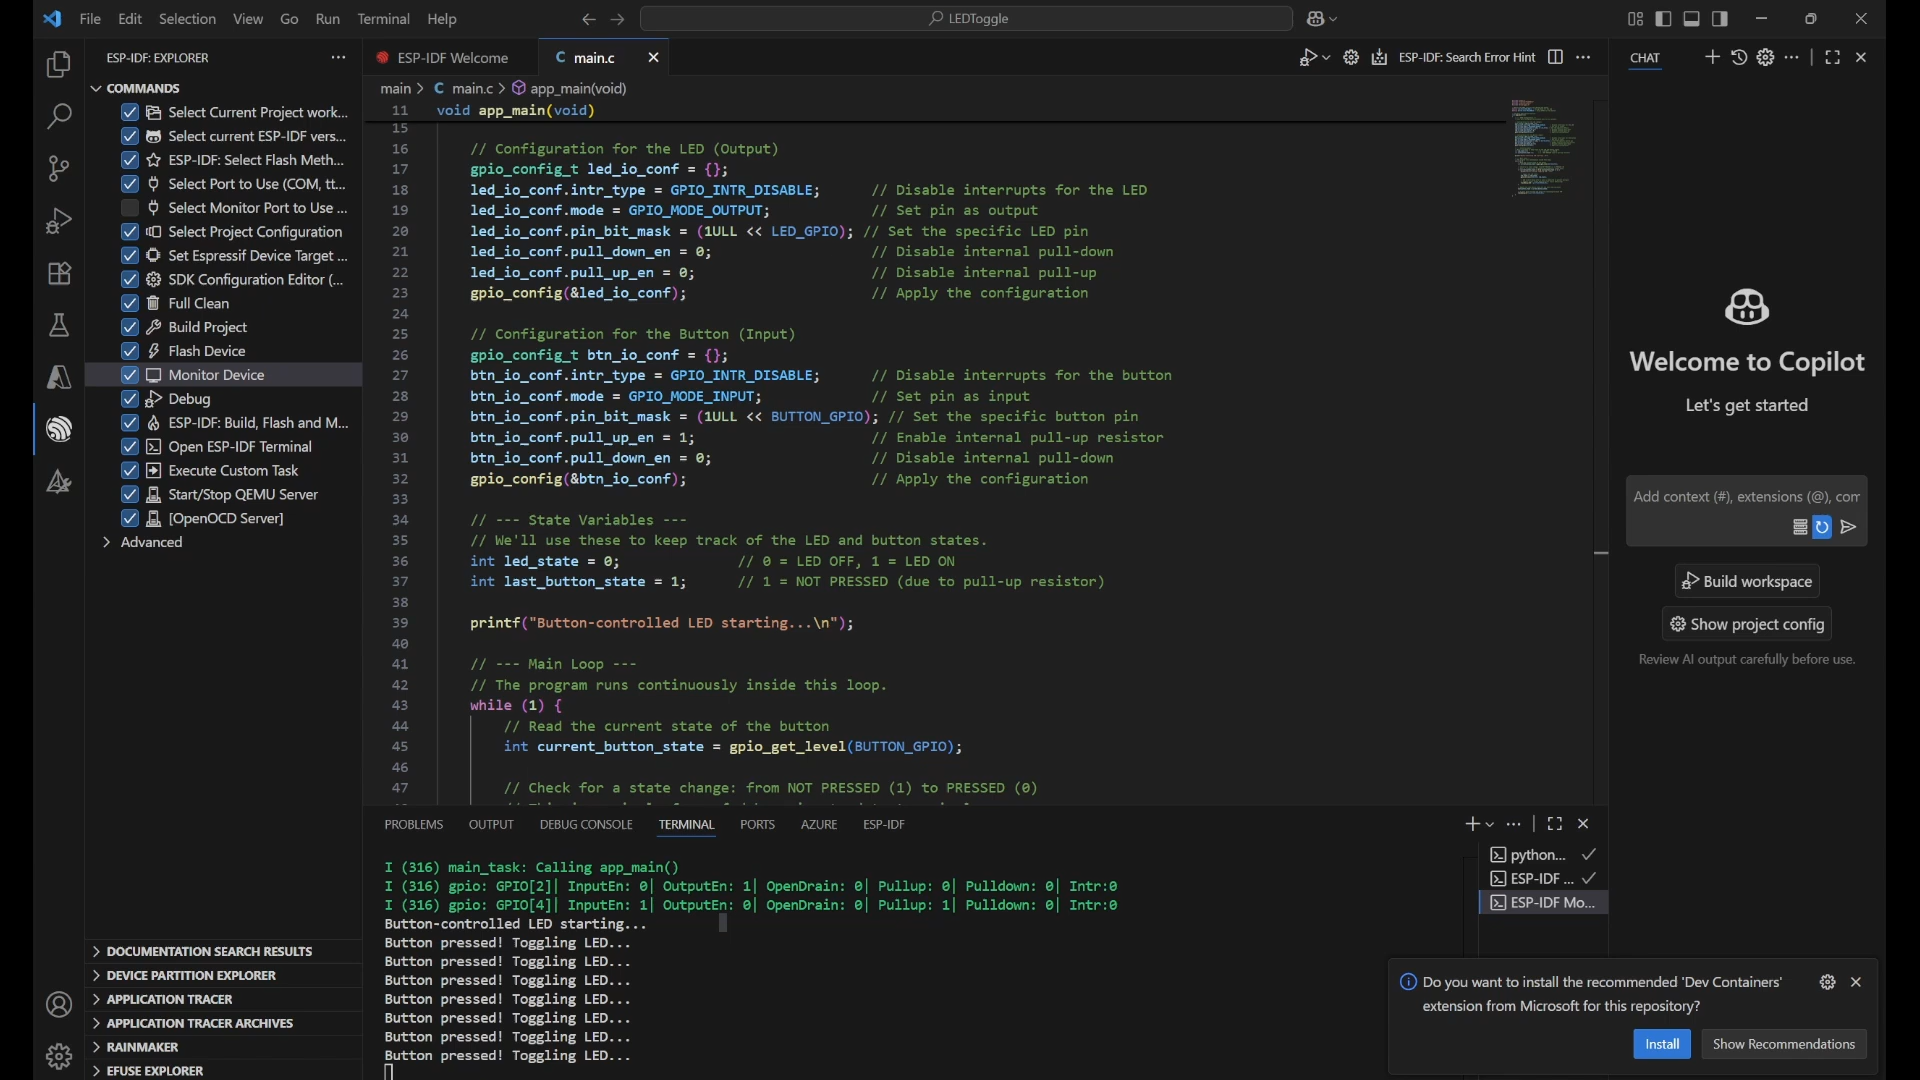 File Edit Selection View Go Run Terminal Help
LEDToggle
ESP-IDF: EXPLORER
COMMANDS
Select Current Project work...
Select current ESP-IDF vers...
ESP-IDF: Select Flash Meth...
Select Port to Use (COM, tt...
Select Monitor Port to Use ...
Select Project Configuration
Set Espressif Device Target ...
SDK Configuration Editor (...
Full Clean
Build Project
Flash Device
Monitor Device
Debug
ESP-IDF: Build, Flash and M...
Open ESP-IDF Terminal
Execute Custom Task
Start/Stop QEMU Server
[OpenOCD Server]
Advanced
DOCUMENTATION SEARCH RESULTS
DEVICE PARTITION EXPLORER
APPLICATION TRACER
APPLICATION TRACER ARCHIVES
RAINMAKER
EFUSE EXPLORER
ESP-IDF Welcome
C main.c
ESP-IDF: Search Error Hint
main > C main.c > app_main(void)
11 void app_main(void)
15
16 // Configuration for the LED (Output)
17 gpio_config_t led_io_conf = {};
18 led_io_conf.intr_type = GPIO_INTR_DISABLE; // Disable interrupts for the LED
19 led_io_conf.mode = GPIO_MODE_OUTPUT; // Set pin as output
20 led_io_conf.pin_bit_mask = (1ULL << LED_GPIO); // Set the specific LED pin
21 led_io_conf.pull_down_en = 0; // Disable internal pull-down
22 led_io_conf.pull_up_en = 0; // Disable internal pull-up
23 gpio_config(&led_io_conf); // Apply the configuration
24
25 // Configuration for the Button (Input)
26 gpio_config_t btn_io_conf = {};
27 btn_io_conf.intr_type = GPIO_INTR_DISABLE; // Disable interrupts for the button
28 btn_io_conf.mode = GPIO_MODE_INPUT; // Set pin as input
29 btn_io_conf.pin_bit_mask = (1ULL << BUTTON_GPIO); // Set the specific button pin
30 btn_io_conf.pull_up_en = 1; // Enable internal pull-up resistor
31 btn_io_conf.pull_down_en = 0; // Disable internal pull-down
32 gpio_config(&btn_io_conf); // Apply the configuration
33
34 // --- State Variables ---
35 // We'll use these to keep track of the LED and button states.
36 int led_state = 0; // 0 = LED OFF, 1 = LED ON
37 int last_button_state = 1; // 1 = NOT PRESSED (due to pull-up resistor)
38
39 printf("Button-controlled LED starting...\n");
40
41 // --- Main Loop ---
42 // The program runs continuously inside this loop.
43 while (1) {
44 // Read the current state of the button
45 int current_button_state = gpio_get_level(BUTTON_GPIO);
46
47 // Check for a state change: from NOT PRESSED (1) to PRESSED (0)
PROBLEMS OUTPUT DEBUG CONSOLE TERMINAL PORTS AZURE ESP-IDF
I (316) main_task: Calling app_main()
I (316) gpio: GPIO[2]| InputEn: 0| OutputEn: 1| OpenDrain: 0| Pullup: 0| Pulldown: 0| Intr:0
I (316) gpio: GPIO[4]| InputEn: 1| OutputEn: 0| OpenDrain: 0| Pullup: 1| Pulldown: 0| Intr:0
Button-controlled LED starting...
Button pressed! Toggling LED...
Button pressed! Toggling LED...
Button pressed! Toggling LED...
Button pressed! Toggling LED...
Button pressed! Toggling LED...
Button pressed! Toggling LED...
Button pressed! Toggling LED...
python...
ESP-IDF ...
ESP-IDF Mo...
CHAT
Welcome to Copilot
Let's get started
Add context (#), extensions (@), com
Build workspace
Show project config
Review AI output carefully before use.
Do you want to install the recommended 'Dev Containers'
extension from Microsoft for this repository?
Install
Show Recommendations